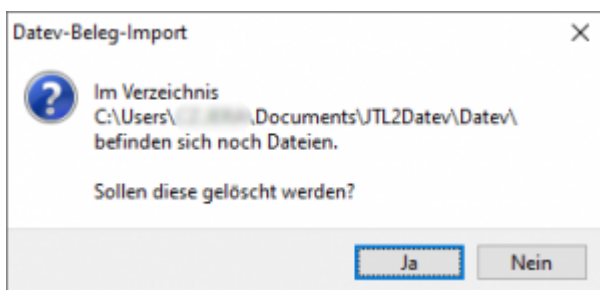 Datev-Beleg-Import
Im Verzeichnis
C:\Users\ \Documents\JTL2Datev\Datev\
befinden sich noch Dateien.
Sollen diese gelöscht werden?
Ja
Nein